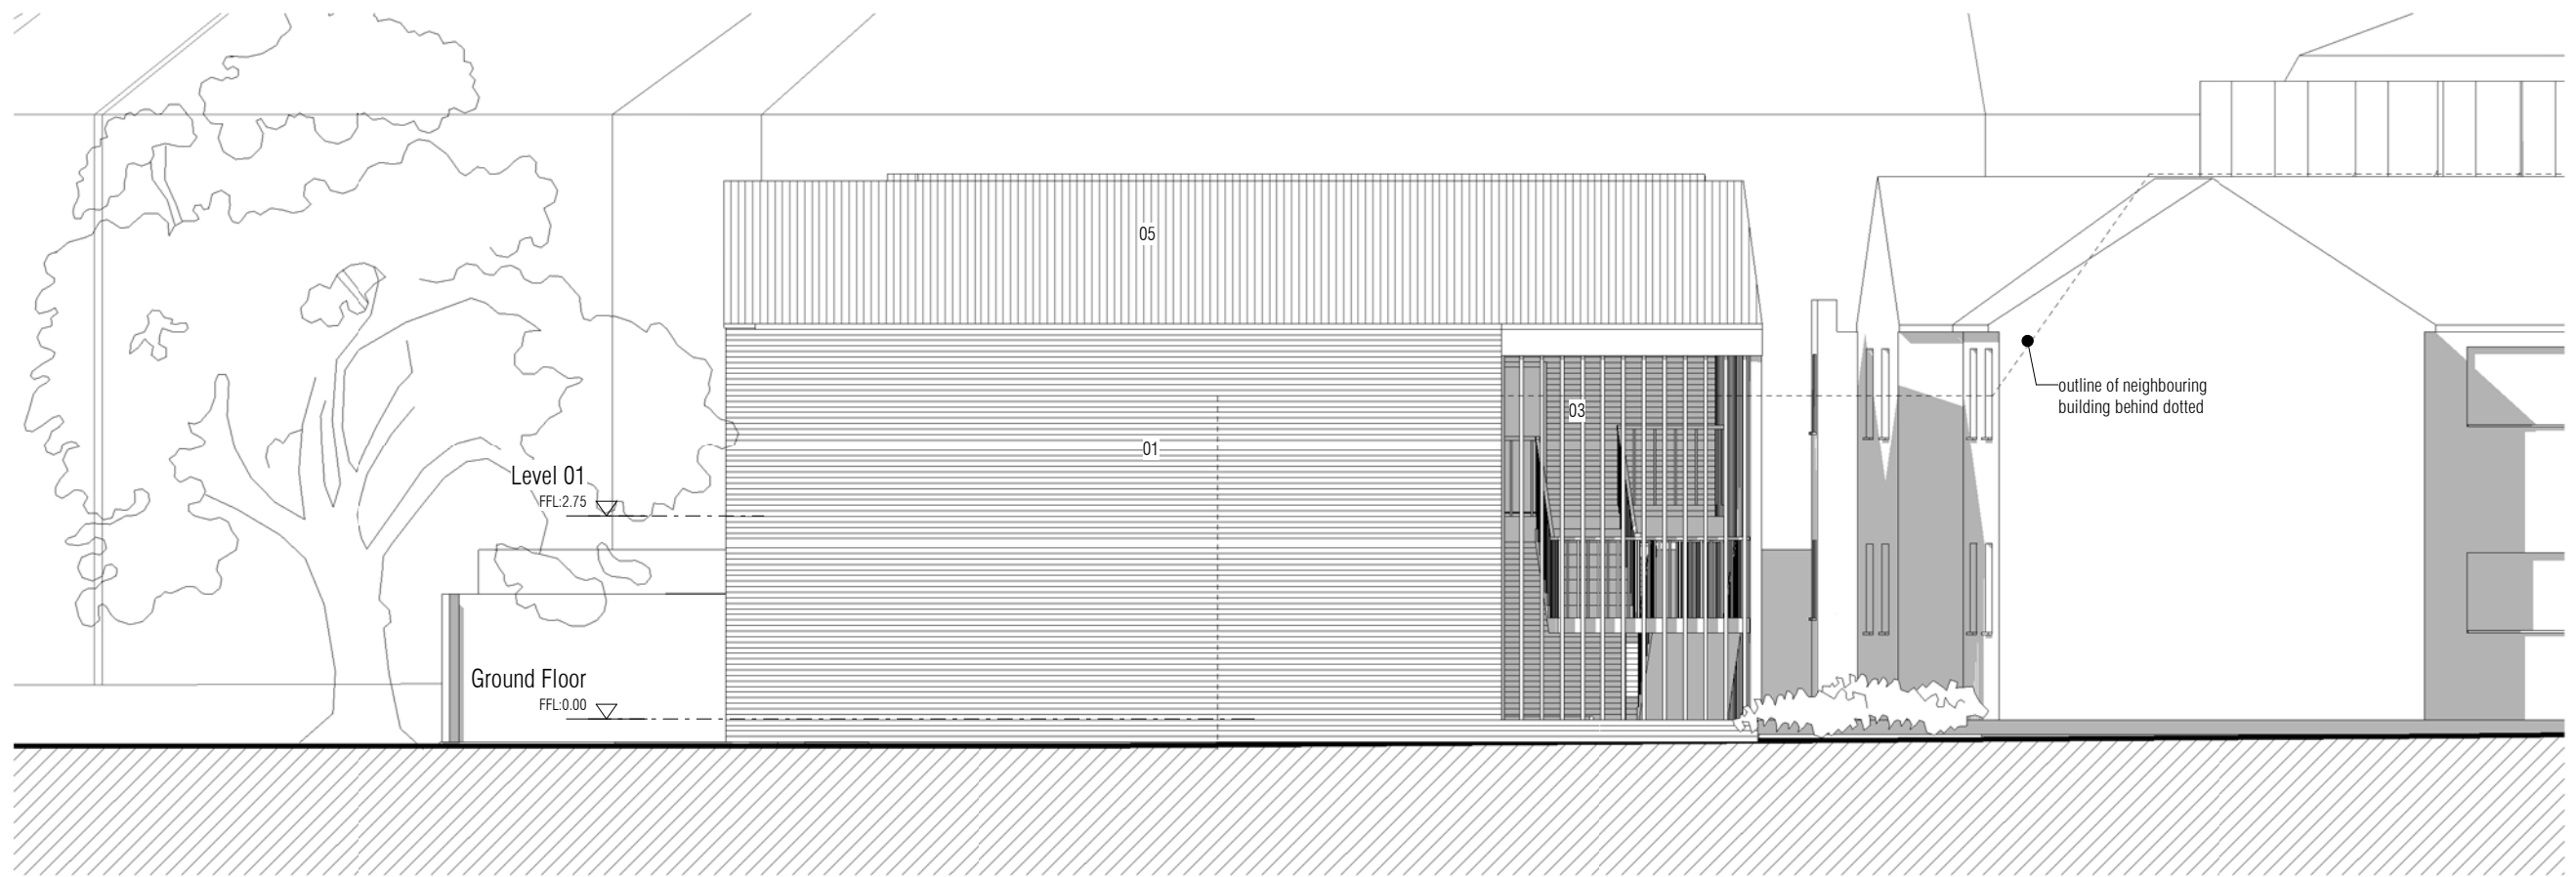 05
03
outline of neighbouring
building behind dotted
01
Level 01
FFL:2.75
Ground Floor
FFL:0.00